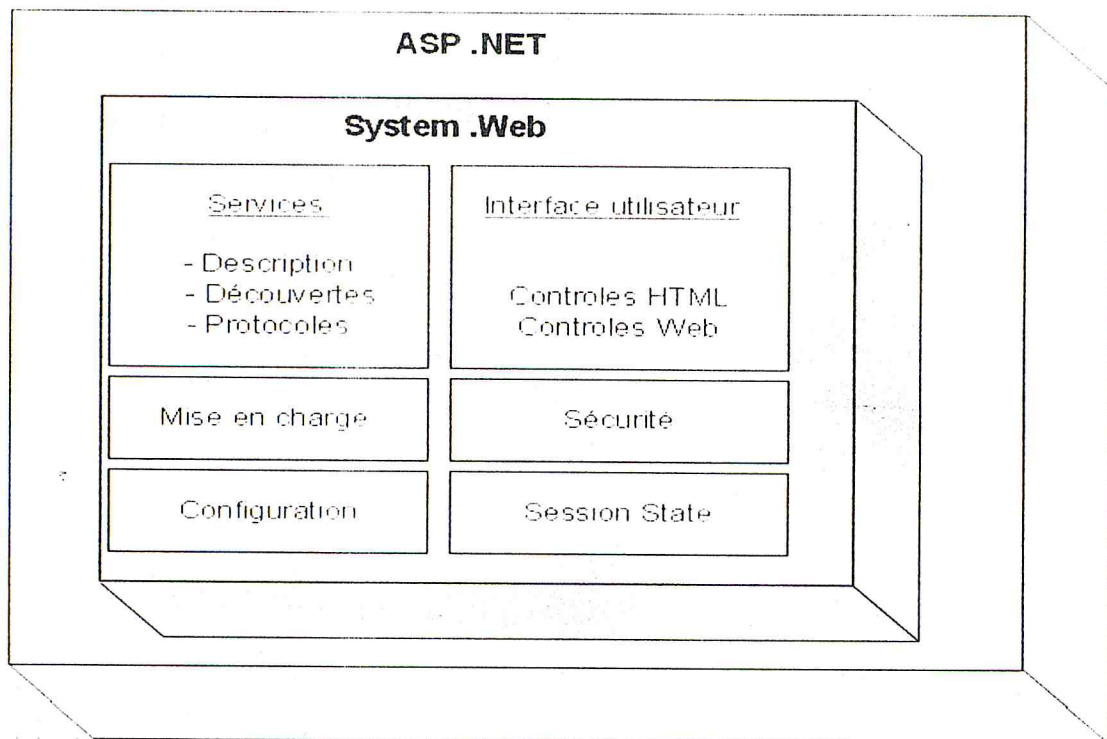 ASP .NET
System .Web
Services
- Description
- Découvertes
- Protocoles
Interface utilisateur
Controles HTML
Controles Web
Mise en charge
Sécurité
Configuration
Session State